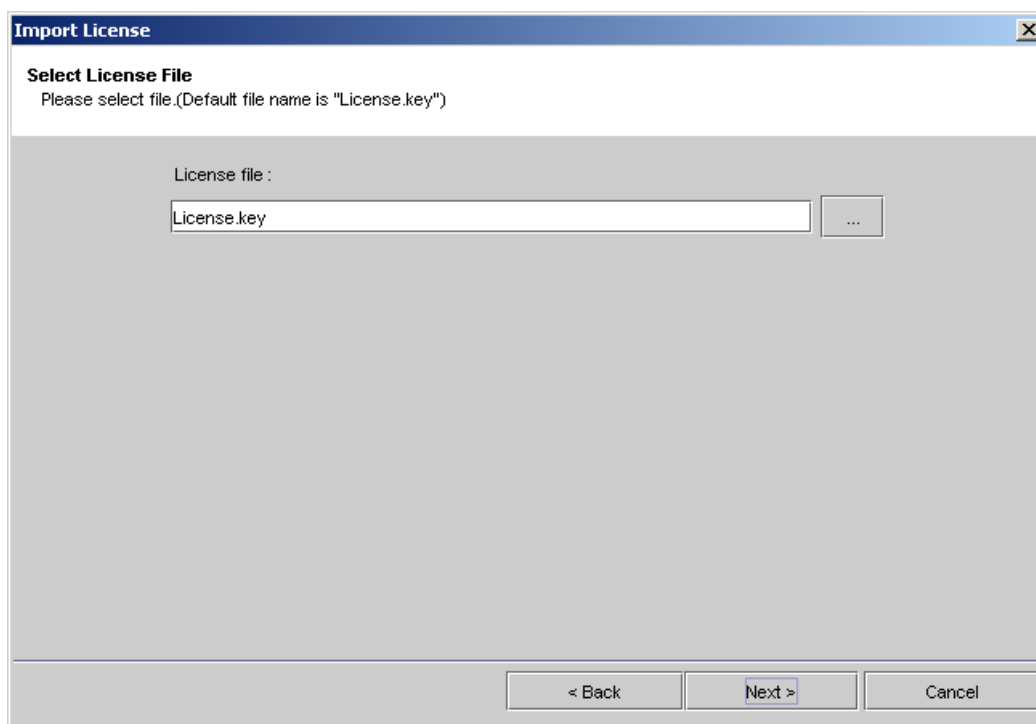 Import License
Select License File
Please select file.(Default file name is "License.key")
License file :
License.key
...
< Back
Next >
Cancel